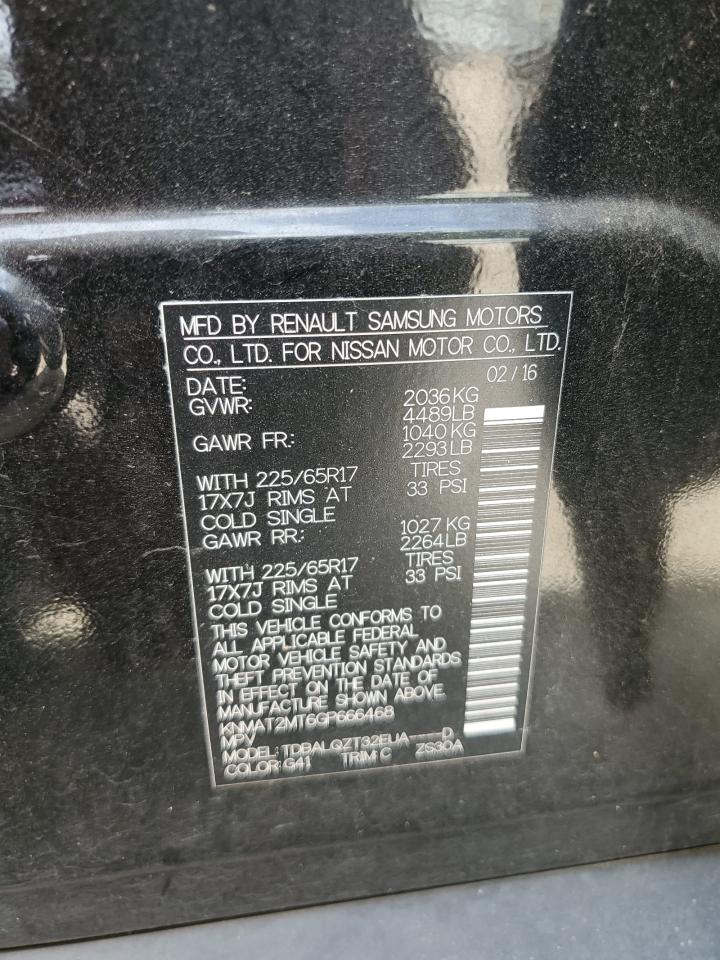 MFD BY RENAULT SAMSUNG MOTORS
CO., LTD. FOR NISSAN MOTOR CO., LTD.
DATE: 02/16
GVWR: 2036KG
4489LB
GAWR FR.: 1040KG
2293LB
WITH 225/65R17 TIRES
17X7J RIMS AT 33 PSI
COLD SINGLE
GAWR RR.: 1027 KG
2264LB
WITH 225/65R17 TIRES
17X7J RIMS AT 33 PSI
COLD SINGLE
THIS VEHICLE CONFORMS TO
ALL APPLICABLE FEDERAL
MOTOR VEHICLE SAFETY AND
THEFT PREVENTION STANDARDS
IN EFFECT ON THE DATE OF
MANUFACTURE SHOWN ABOVE.
KNMAT2MT6GP666468
MPV
MODEL: TDBALQZT32EUA----D
COLOR: G41 TRIM: C ZS30A